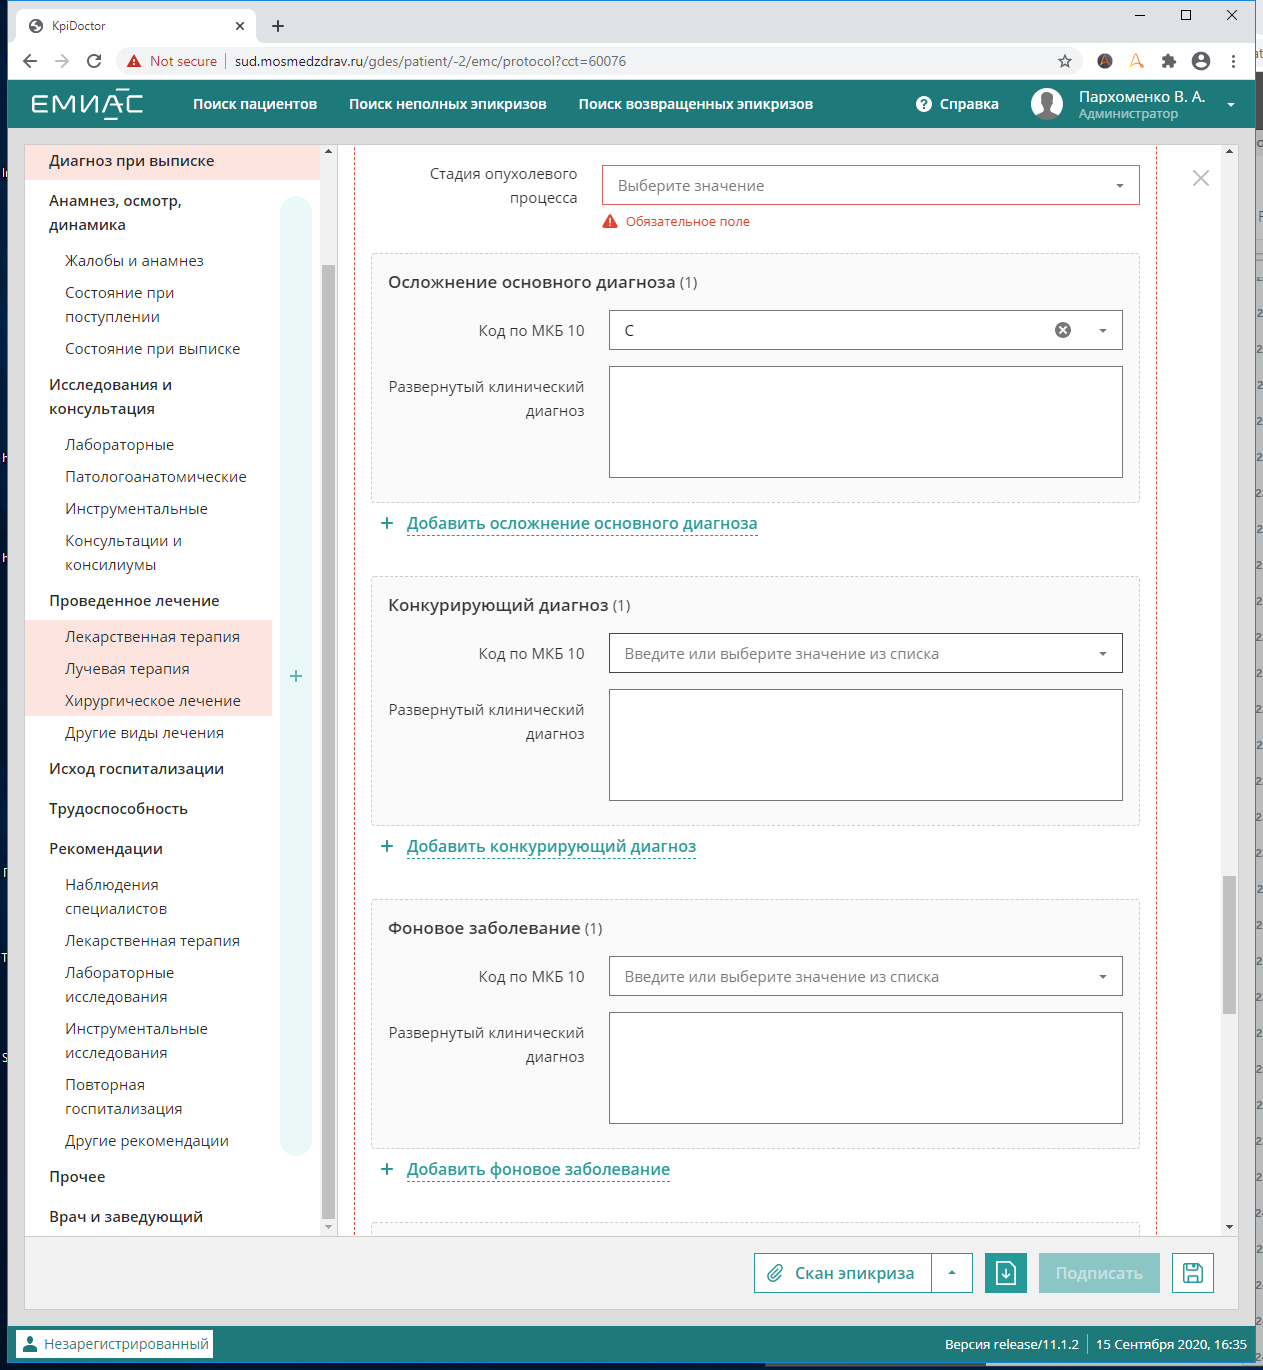 KpiDoctor
Not secure
sud.mosmedzdrav.ru/gdes/patient/-2/emc/protocol?cct=60076
ЕМИАС
Поиск пациентов
Поиск неполных эпикризов
Поиск возвращенных эпикризов
Справка
Пархоменко В. А.
Администратор
Диагноз при выписке
Анамнез, осмотр,
динамика
Жалобы и анамнез
Состояние при
поступлении
Состояние при выписке
Исследования и
консультация
Лабораторные
Патологоанатомические
Инструментальные
Консультации и
консилиумы
Проведенное лечение
Лекарственная терапия
Лучевая терапия
Хирургическое лечение
Другие виды лечения
Исход госпитализации
Трудоспособность
Рекомендации
Наблюдения
специалистов
Лекарственная терапия
Лабораторные
исследования
Инструментальные
исследования
Повторная
госпитализация
Другие рекомендации
Прочее
Врач и заведующий
Стадия опухолевого
процесса
Выберите значение
Обязательное поле
Осложнение основного диагноза (1)
Код по МКБ 10
С
Развернутый клинический
диагноз
+ Добавить осложнение основного диагноза
Конкурирующий диагноз (1)
Код по МКБ 10
Введите или выберите значение из списка
Развернутый клинический
диагноз
+ Добавить конкурирующий диагноз
Фоновое заболевание (1)
Код по МКБ 10
Введите или выберите значение из списка
Развернутый клинический
диагноз
+ Добавить фоновое заболевание
Скан эпикриза
Подписать
Незарегистрированный
Версия release/11.1.2
15 Сентября 2020, 16:35